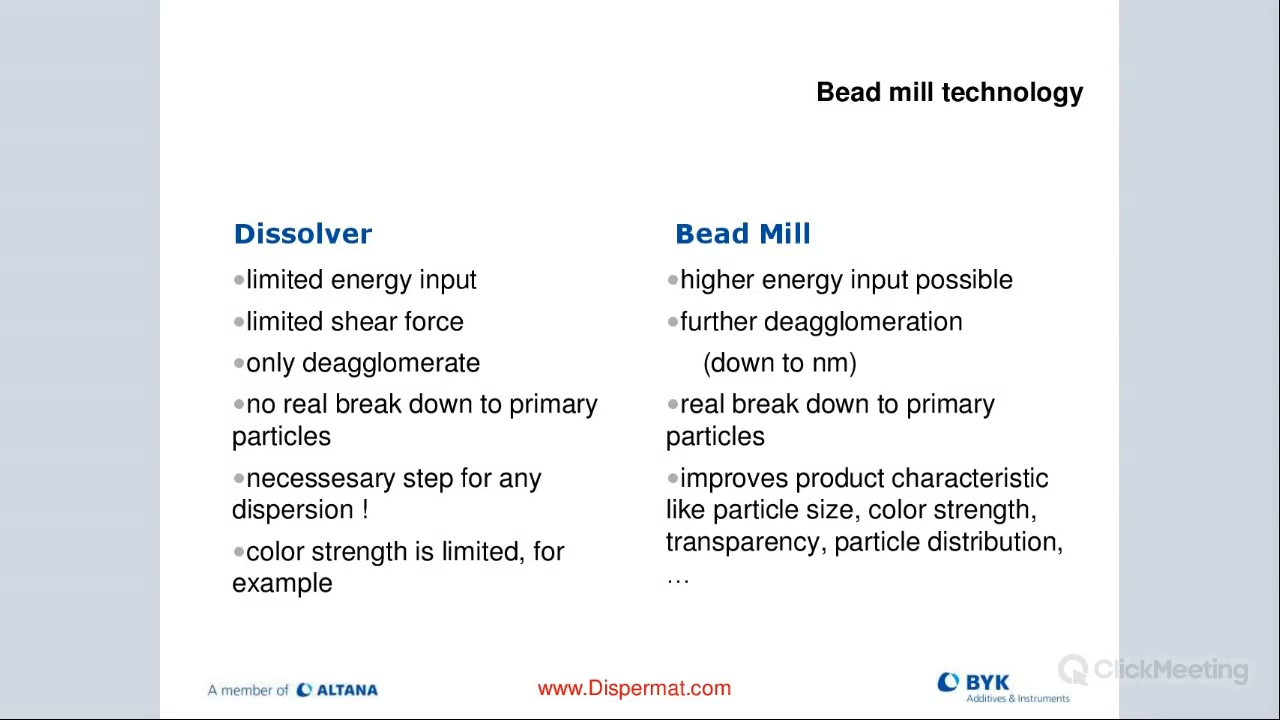 Bead mill technology
Dissolver
•limited energy input
•limited shear force
•only deagglomerate
•no real break down to primary
particles
•necessesary step for any
dispersion !
•color strength is limited, for
example
Bead Mill
•higher energy input possible
•further deagglomeration
(down to nm)
•real break down to primary
particles
•improves product characteristic
like particle size, color strength,
transparency, particle distribution,
…
A member of ALTANA
www.Dispermat.com
BYK
Additives & Instruments
ClickMeeting